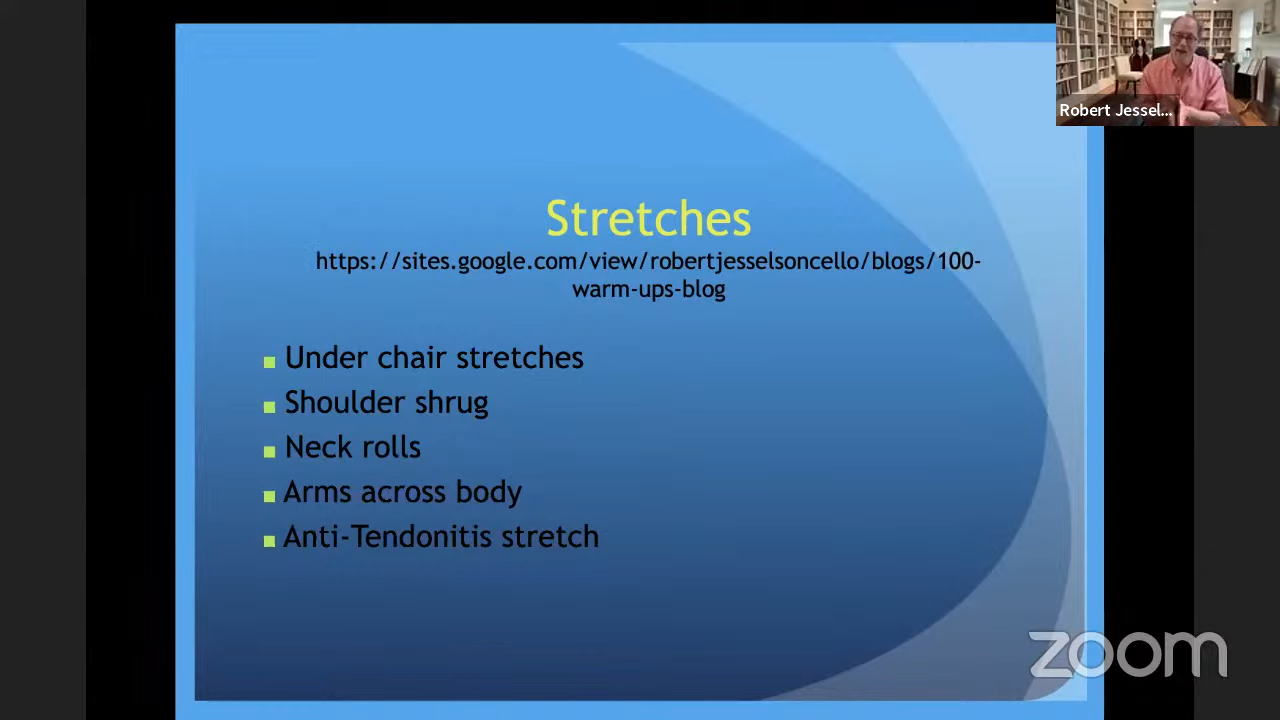 Robert Jessel...
Stretches
https://sites.google.com/view/robertjesselsoncello/blogs/100-
warm-ups-blog
Under chair stretches
Shoulder shrug
Neck rolls
Arms across body
Anti-Tendonitis stretch
zoom